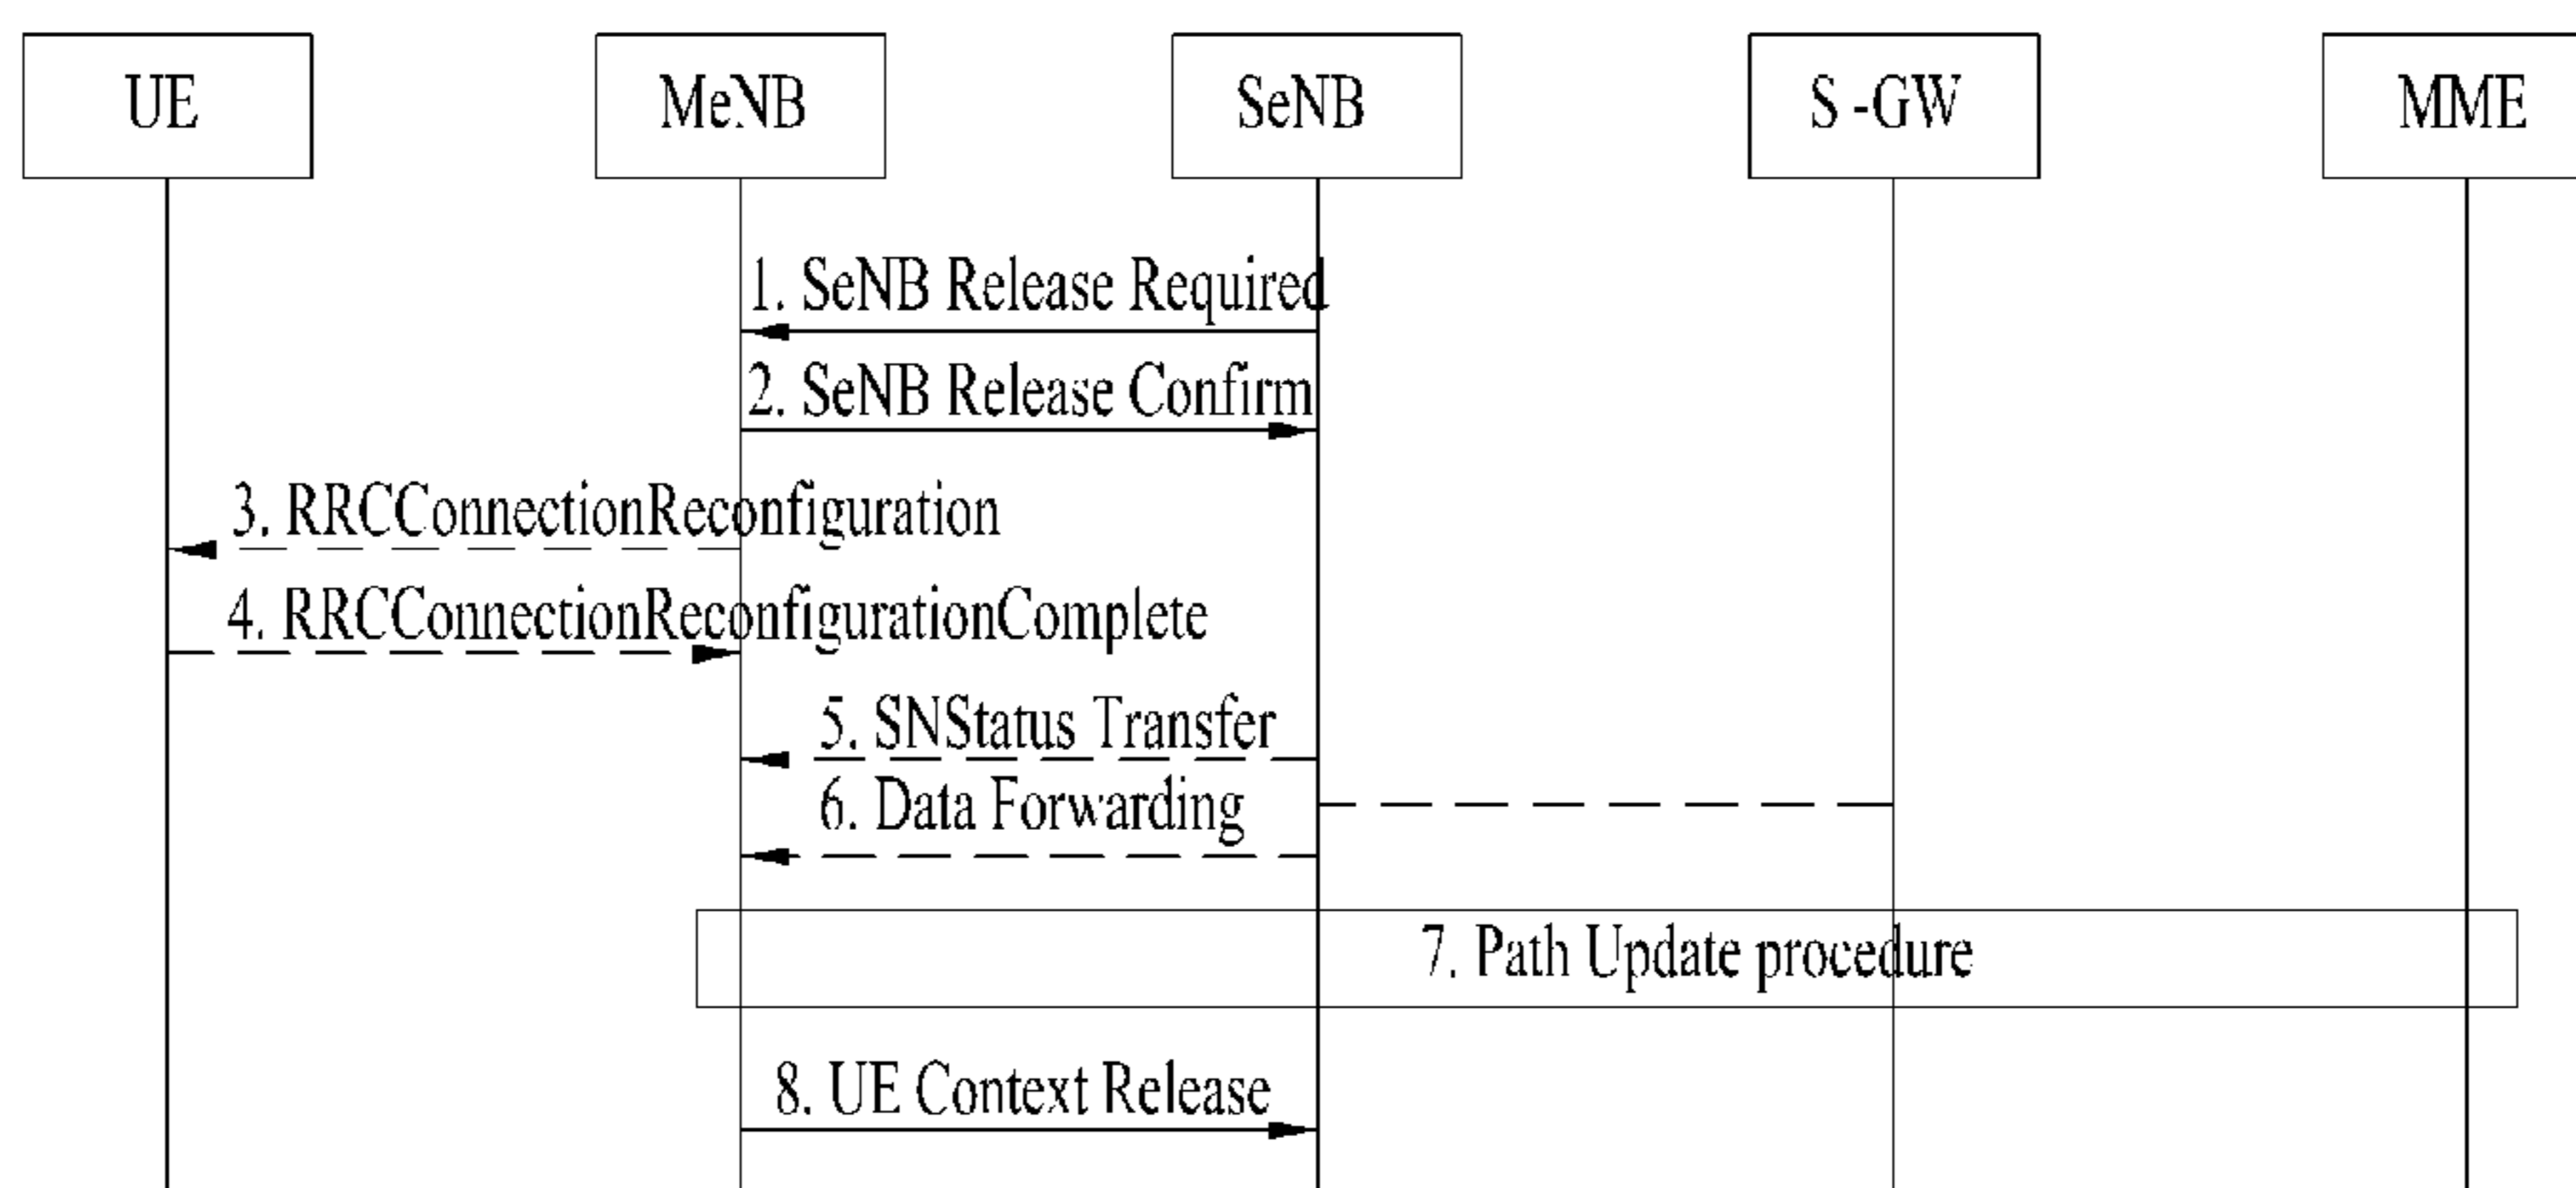 UE
MeNB
SeNB
S -GW
MME
1. SeNB Release Required
2. SeNB Release Confirm
3. RRCConnectionReconfiguration
4. RRCConnectionReconfigurationComplete
5. SNStatus Transfer
6. Data Forwarding
7. Path Update procedure
8. UE Context Release